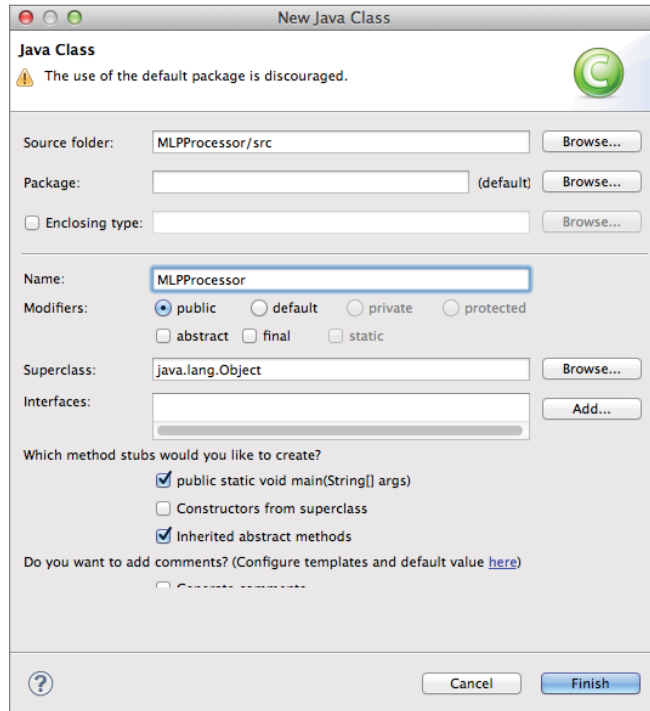 New Java Class
Java Class
The use of the default package is discouraged.
Source folder: MLPProcessor/src Browse...
Package: (default) Browse...
Enclosing type: Browse...
Name: MLPProcessor
Modifiers: public default private protected
abstract final static
Superclass: java.lang.Object Browse...
Interfaces: Add...
Which method stubs would you like to create?
public static void main(String[] args)
Constructors from superclass
Inherited abstract methods
Do you want to add comments? (Configure templates and default value here)
Generate comments
? Cancel Finish